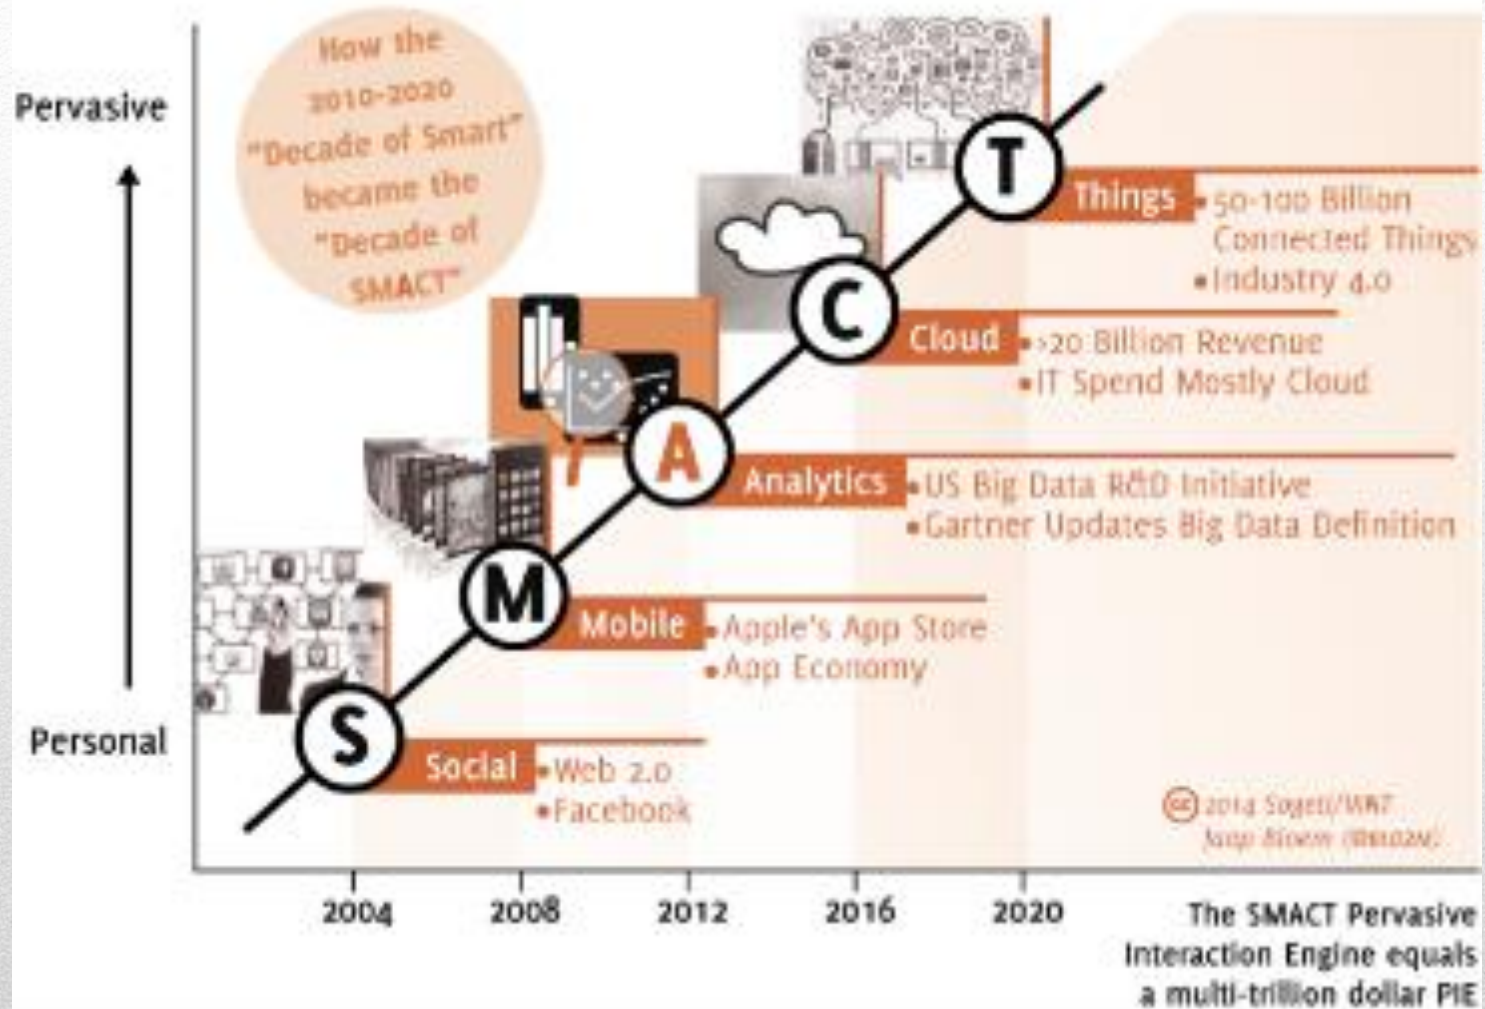 How the
2010-2020
"Decade of Smart"
became the
"Decade of
SMACT"
Pervasive
Personal
T
Things
•50-100 Billion
Connected Things
•Industry 4.0
C
Cloud
•>20 Billion Revenue
•IT Spend Mostly Cloud
A
Analytics
•US Big Data R&D Initiative
•Gartner Updates Big Data Definition
M
Mobile
•Apple's App Store
•App Economy
S
Social
•Web 2.0
•Facebook
cc 2014 Sogeti/VINT
Jaap Bloem
2004 2008 2012 2016 2020
The SMACT Pervasive
Interaction Engine equals
a multi-trillion dollar PIE